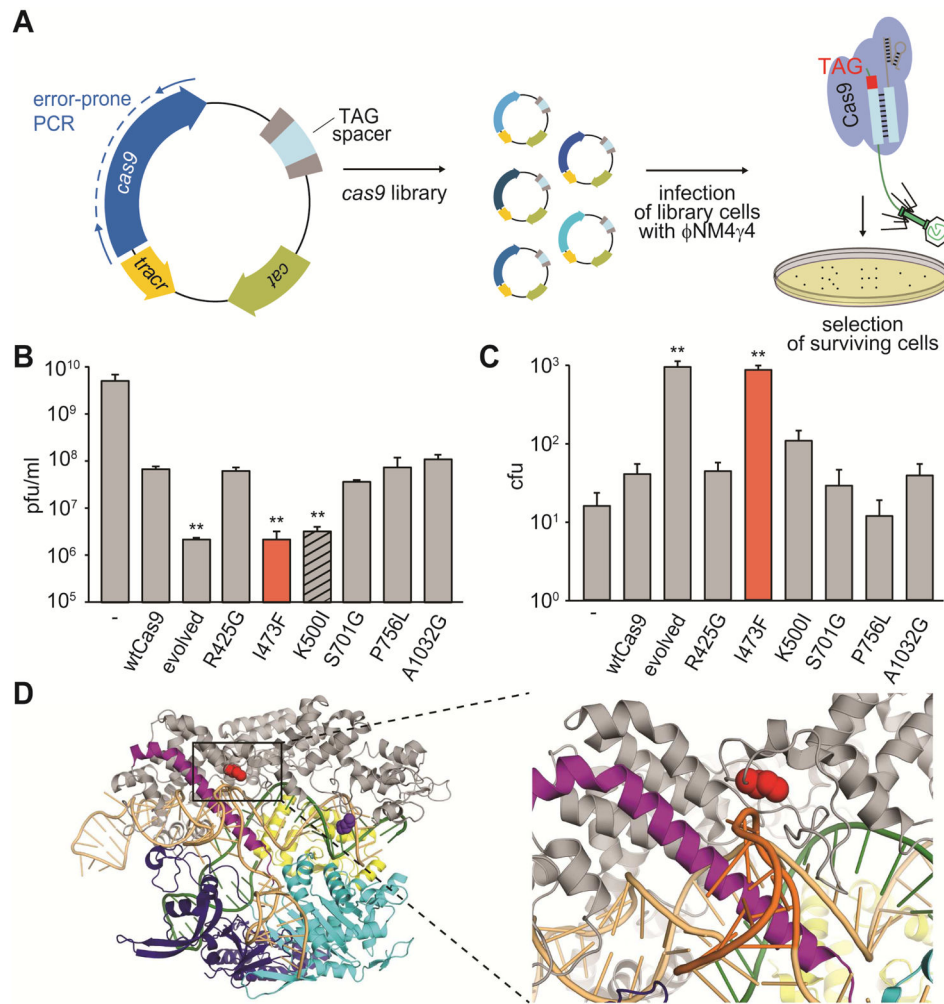 A
error-prone
PCR
cas9
tracr
cat
TAG
spacer
cas9 library
infection
of library cells
with ϕNM4γ4
TAG
Cas9
selection
of surviving cells
B
pfu/ml
10¹⁰
10⁹
10⁸
10⁷
10⁶
10⁵
** ** **
- wtCas9 evolved R425G I473F K500I S701G P756L A1032G
C
cfu
10³
10²
10¹
10⁰
** **
- wtCas9 evolved R425G I473F K500I S701G P756L A1032G
D